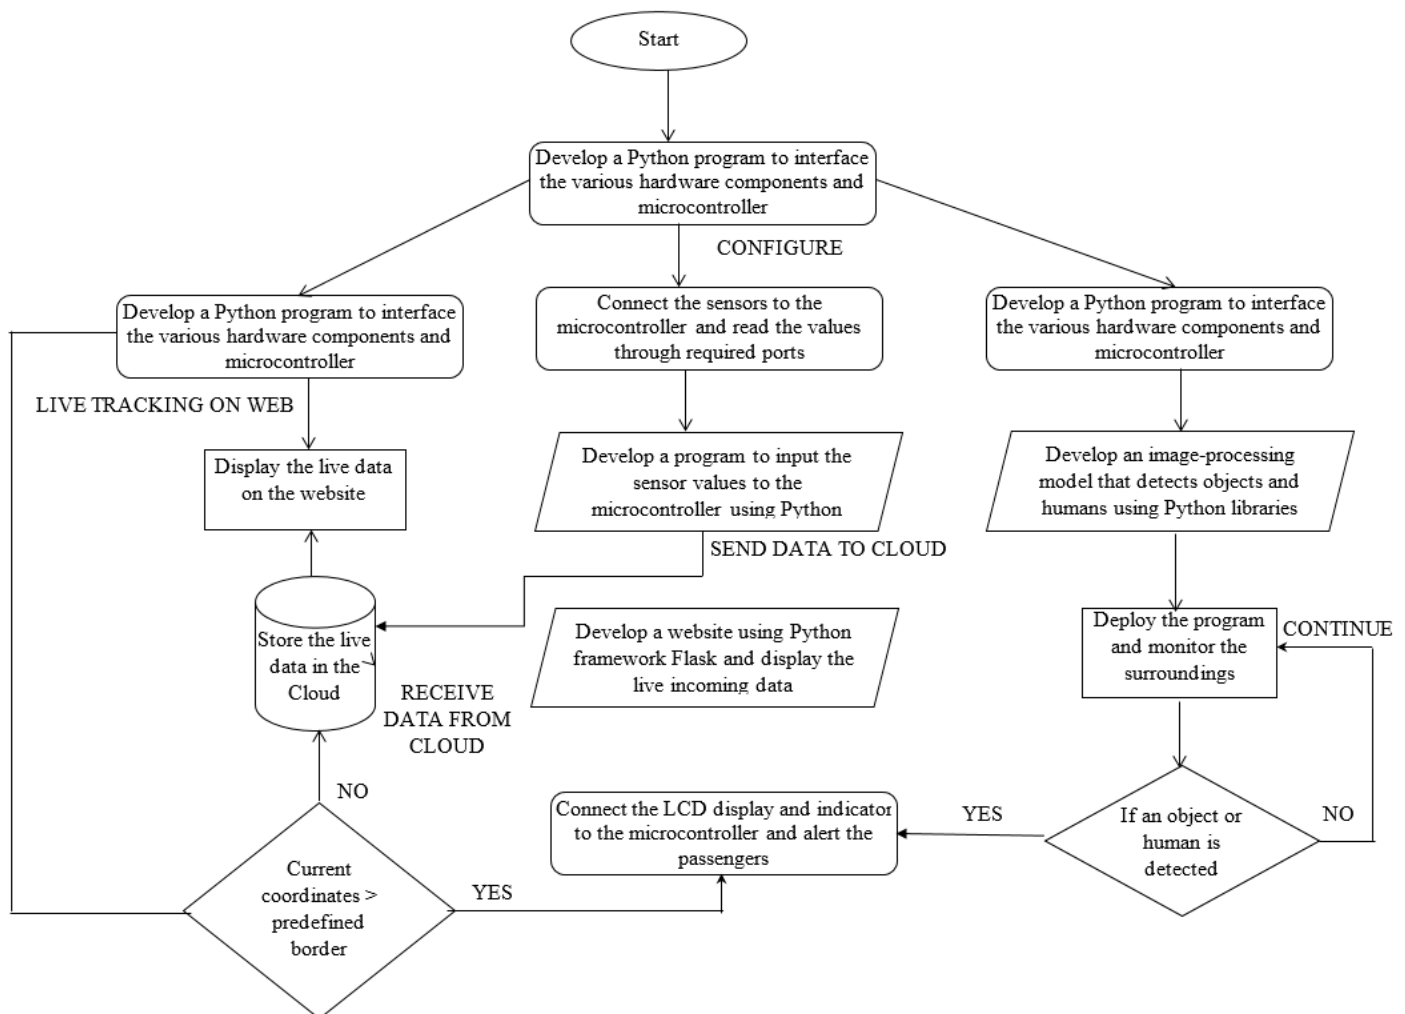 Start
Develop a Python program to interface
the various hardware components and
microcontroller
CONFIGURE
Develop a Python program to interface
the various hardware components and
microcontroller
Connect the sensors to the
microcontroller and read the values
through required ports
Develop a Python program to interface
the various hardware components and
microcontroller
LIVE TRACKING ON WEB
Display the live data
on the website
Develop a program to input the
sensor values to the
microcontroller using Python
Develop an image-processing
model that detects objects and
humans using Python libraries
SEND DATA TO CLOUD
Store the live
data in the
Cloud
RECEIVE
DATA FROM
CLOUD
Develop a website using Python
framework Flask and display the
live incoming data
Deploy the program
and monitor the
surroundings
CONTINUE
NO
Connect the LCD display and indicator
to the microcontroller and alert the
passengers
YES
If an object or
human is
detected
NO
Current
coordinates >
predefined
border
YES